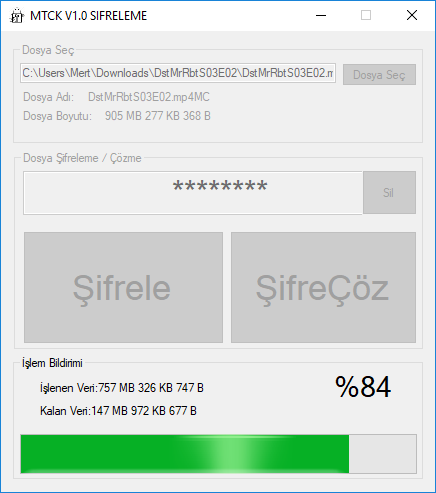 MTCK V1.0 SIFRELEME
Dosya Seç
C:\Users\Mert\Downloads\DstMrRbtS03E02\DstMrRbtS03E02.m
Dosya Seç
Dosya Adı: DstMrRbtS03E02.mp4MC
Dosya Boyutu: 905 MB 277 KB 368 B
Dosya Şifreleme / Çözme
********
Sil
Şifrele
ŞifreÇöz
İşlem Bildirimi
İşlenen Veri:757 MB 326 KB 747 B
%84
Kalan Veri:147 MB 972 KB 677 B